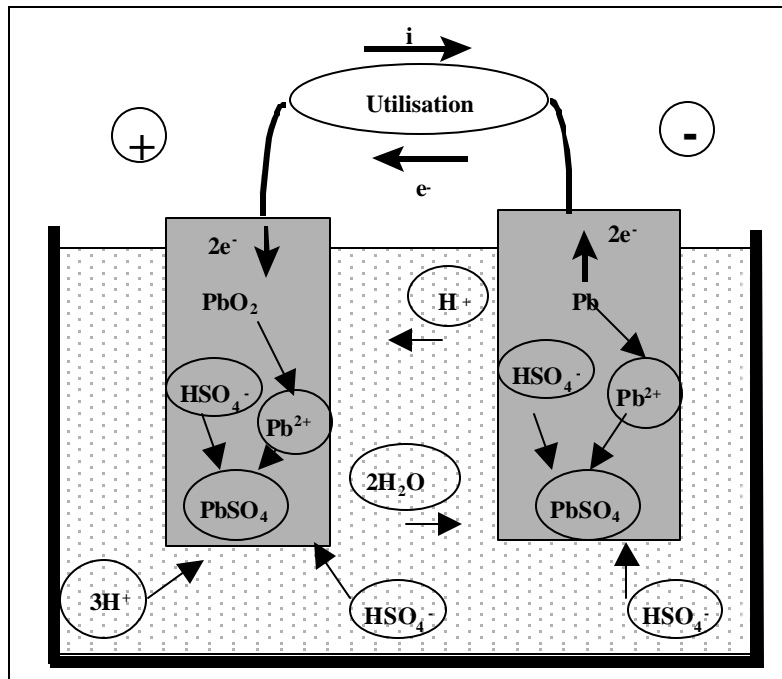 i
Utilisation
+
-
e⁻
2e⁻
2e⁻
H⁺
PbO₂
Pb
HSO₄⁻
HSO₄⁻
Pb²⁺
Pb²⁺
2H₂O
PbSO₄
PbSO₄
3H⁺
HSO₄⁻
HSO₄⁻